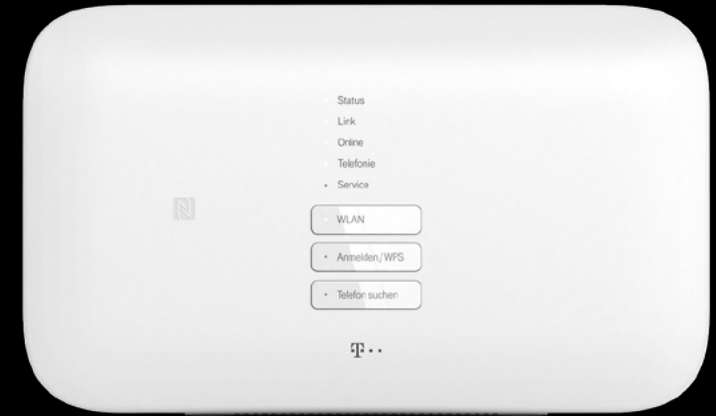 Status
Link
Online
Telefonie
Service
WLAN
Anmelden/WPS
Telefon suchen
T